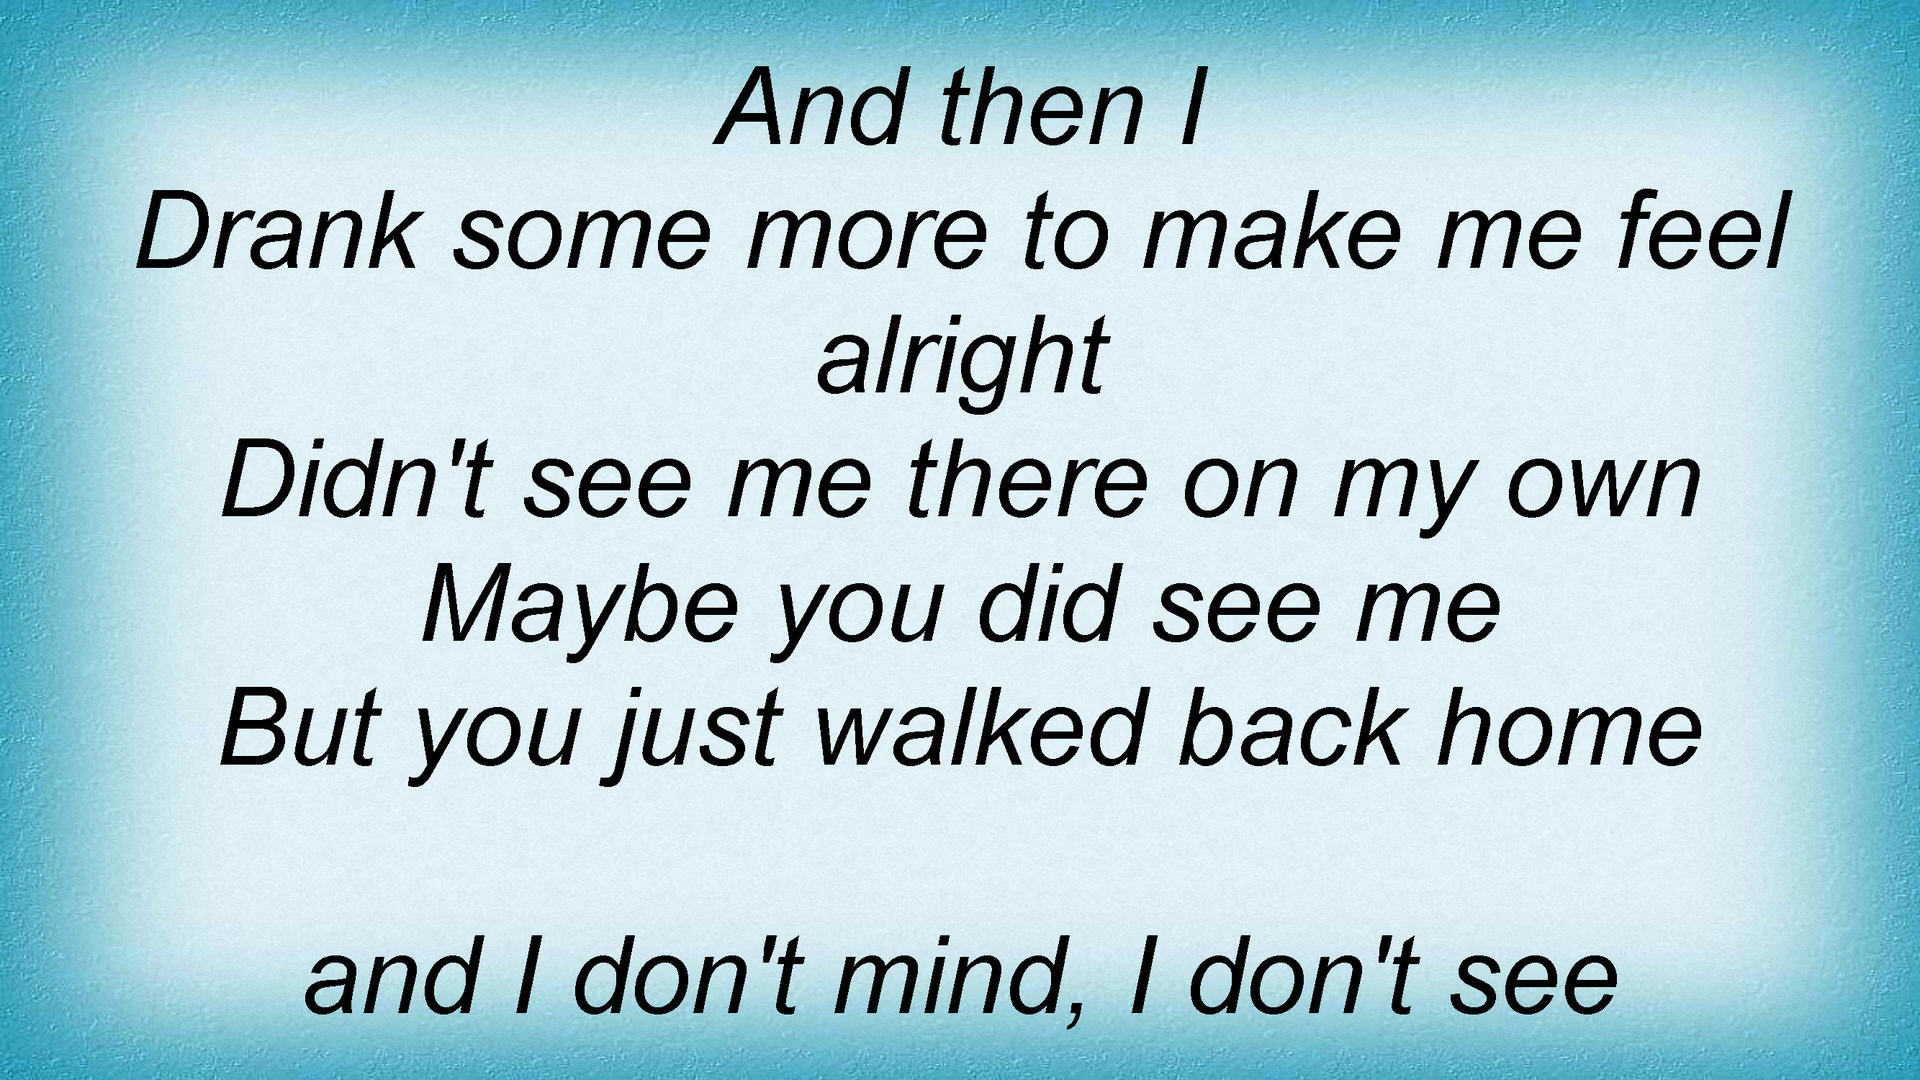 And then I
Drank some more to make me feel
alright
Didn't see me there on my own
Maybe you did see me
But you just walked back home
and I don't mind, I don't see